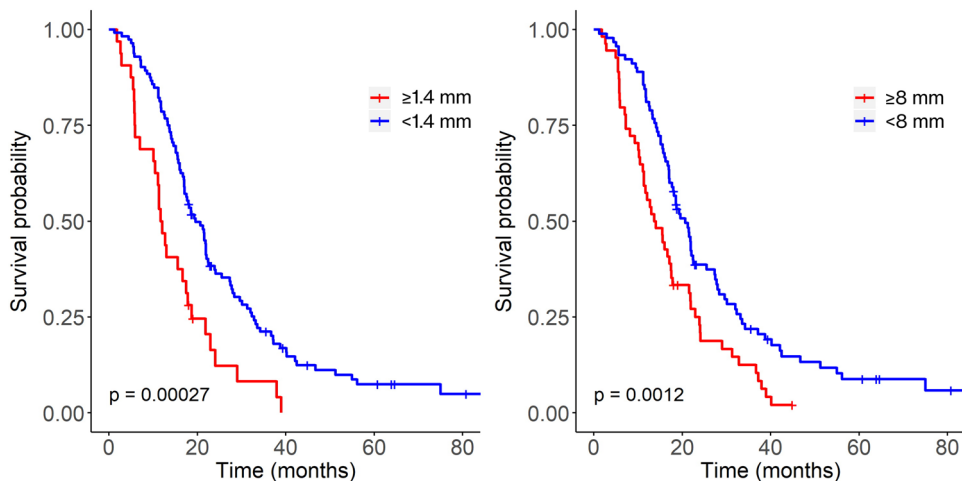 1.00
0.75
0.50
0.25
0.00
Survival probability
≥1.4 mm
<1.4 mm
p = 0.00027
0 20 40 60 80
Time (months)
1.00
0.75
0.50
0.25
0.00
Survival probability
≥8 mm
<8 mm
p = 0.0012
0 20 40 60 80
Time (months)